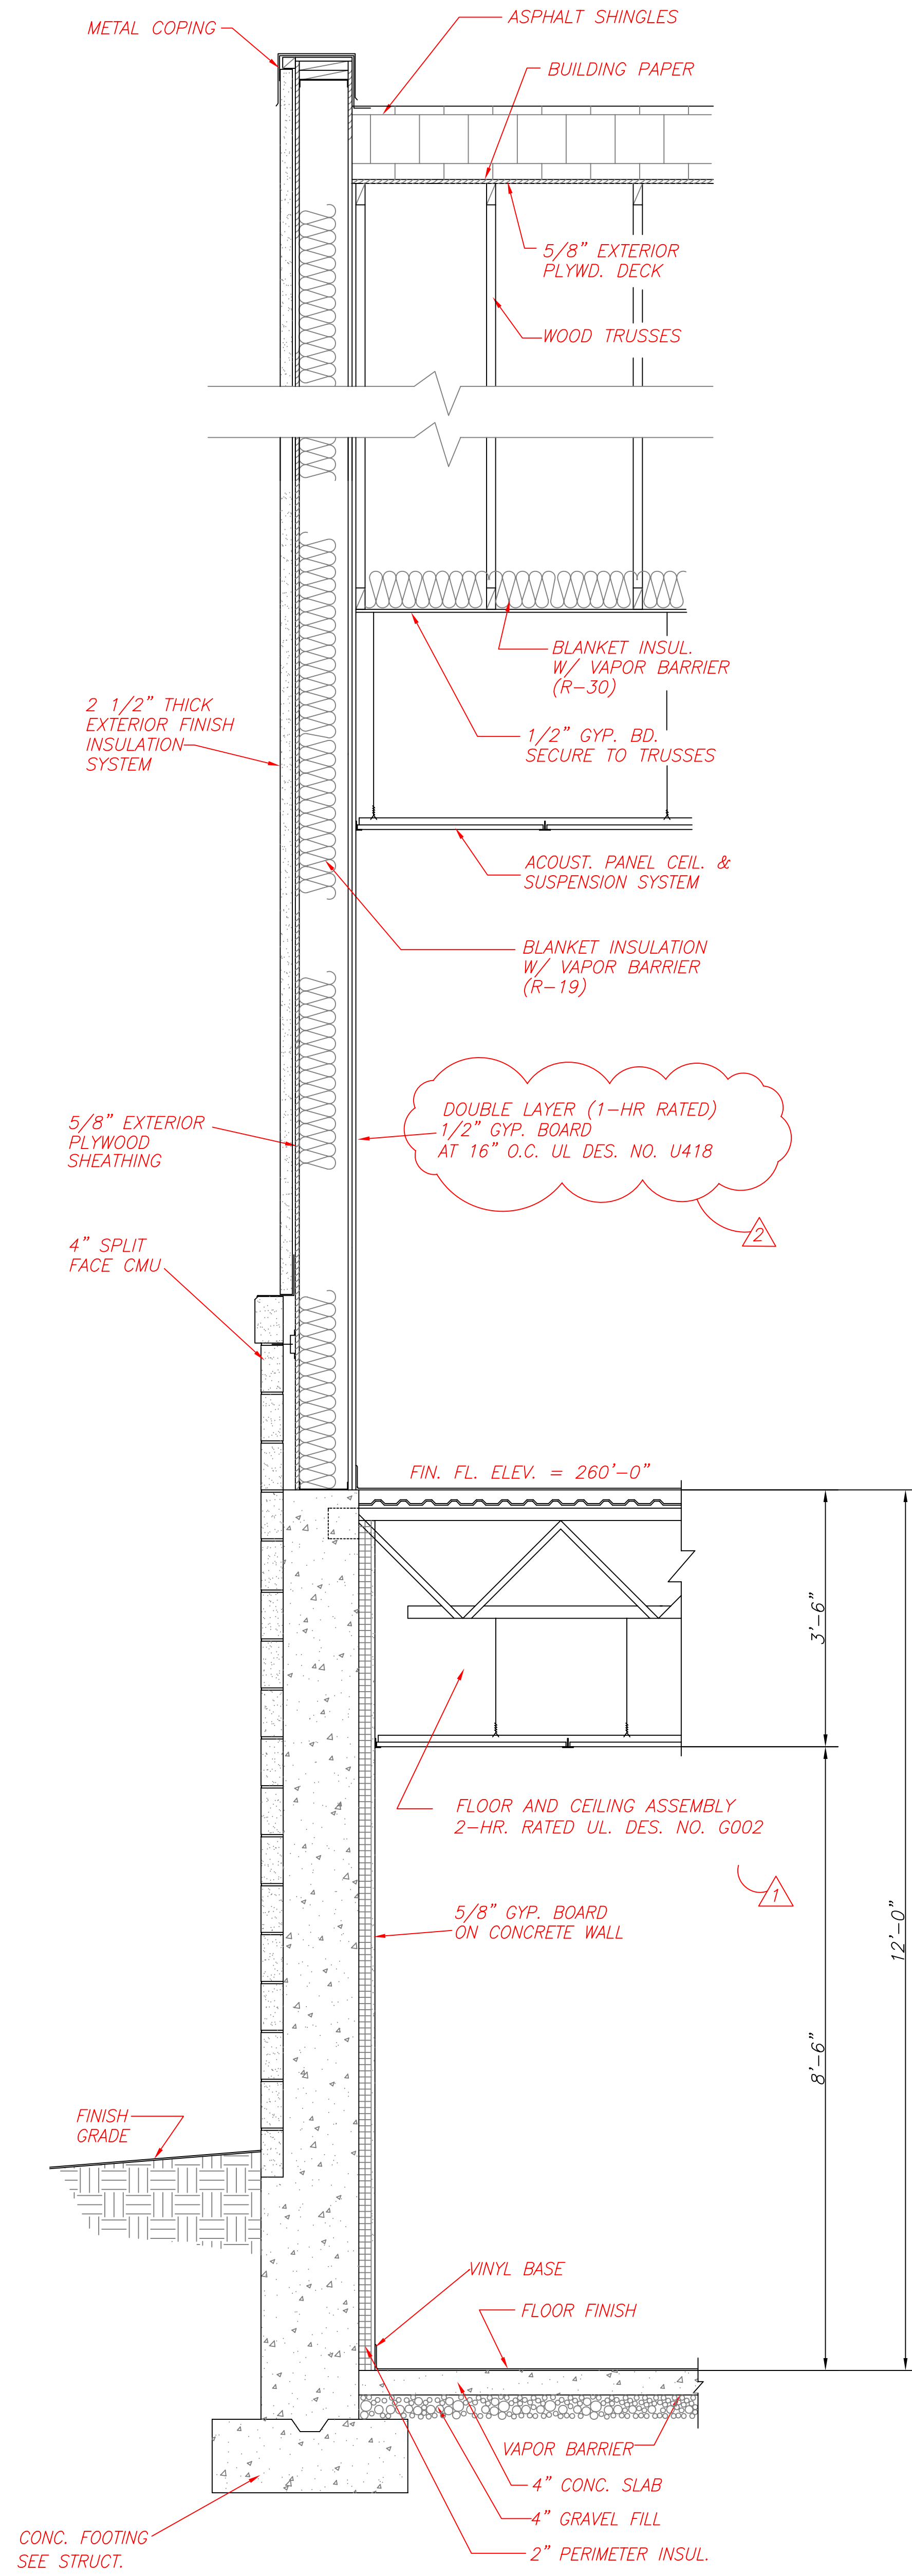 ASPHALT SHINGLES
METAL COPING
BUILDING PAPER
5/8" EXTERIOR
PLYWD. DECK
WOOD TRUSSES
BLANKET INSUL.
W/ VAPOR BARRIER
(R-30)
2 1/2" THICK
EXTERIOR FINISH
INSULATION
SYSTEM
1/2" GYP. BD.
SECURE TO TRUSSES
ACOUST. PANEL CEIL. &
SUSPENSION SYSTEM
BLANKET INSULATION
W/ VAPOR BARRIER
(R-19)
5/8" EXTERIOR
PLYWOOD
SHEATHING
DOUBLE LAYER (1-HR RATED)
1/2" GYP. BOARD
AT 16" O.C. UL DES. NO. U418
2
4" SPLIT
FACE CMU
FIN. FL. ELEV. = 260'-0"
3'-6"
FLOOR AND CEILING ASSEMBLY
2-HR. RATED UL. DES. NO. G002
1
5/8" GYP. BOARD
ON CONCRETE WALL
12'-0"
8'-6"
FINISH
GRADE
VINYL BASE
FLOOR FINISH
VAPOR BARRIER
4" CONC. SLAB
4" GRAVEL FILL
2" PERIMETER INSUL.
CONC. FOOTING
SEE STRUCT.